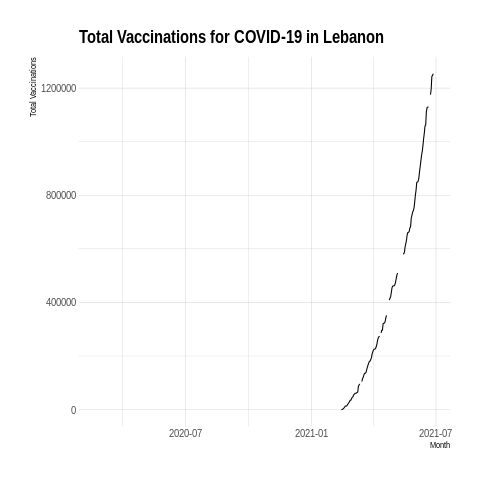 Total Vaccinations for COVID-19 in Lebanon
Total Vaccinations
1200000
800000
400000
0
2020-07 2021-01 2021-07
Month